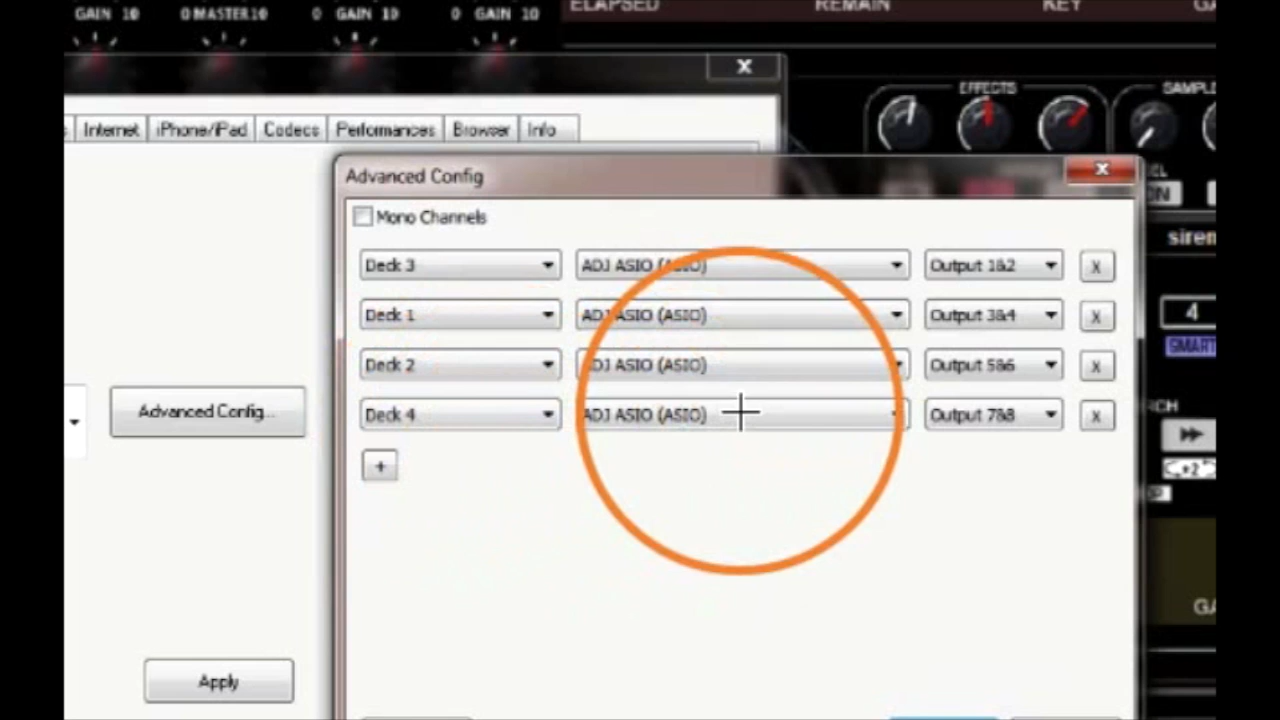 GAIN 10 0 MASTER 10 0 GAIN 10 0 GAIN 10
ELAPSED REMAIN KEY
X
EFFECTS
Internet iPhone/iPad Codecs Performances Browser Info
Advanced Config
X
Mono Channels
Deck 3 ADJ ASIO (ASIO) Output 1&2 X
Deck 1 ADJ ASIO (ASIO) Output 3&4 X
4
SMART
Deck 2 ADJ ASIO (ASIO) Output 5&6 X
Advanced Config...
Deck 4 ADJ ASIO (ASIO) Output 7&8 X
+
+2
Apply